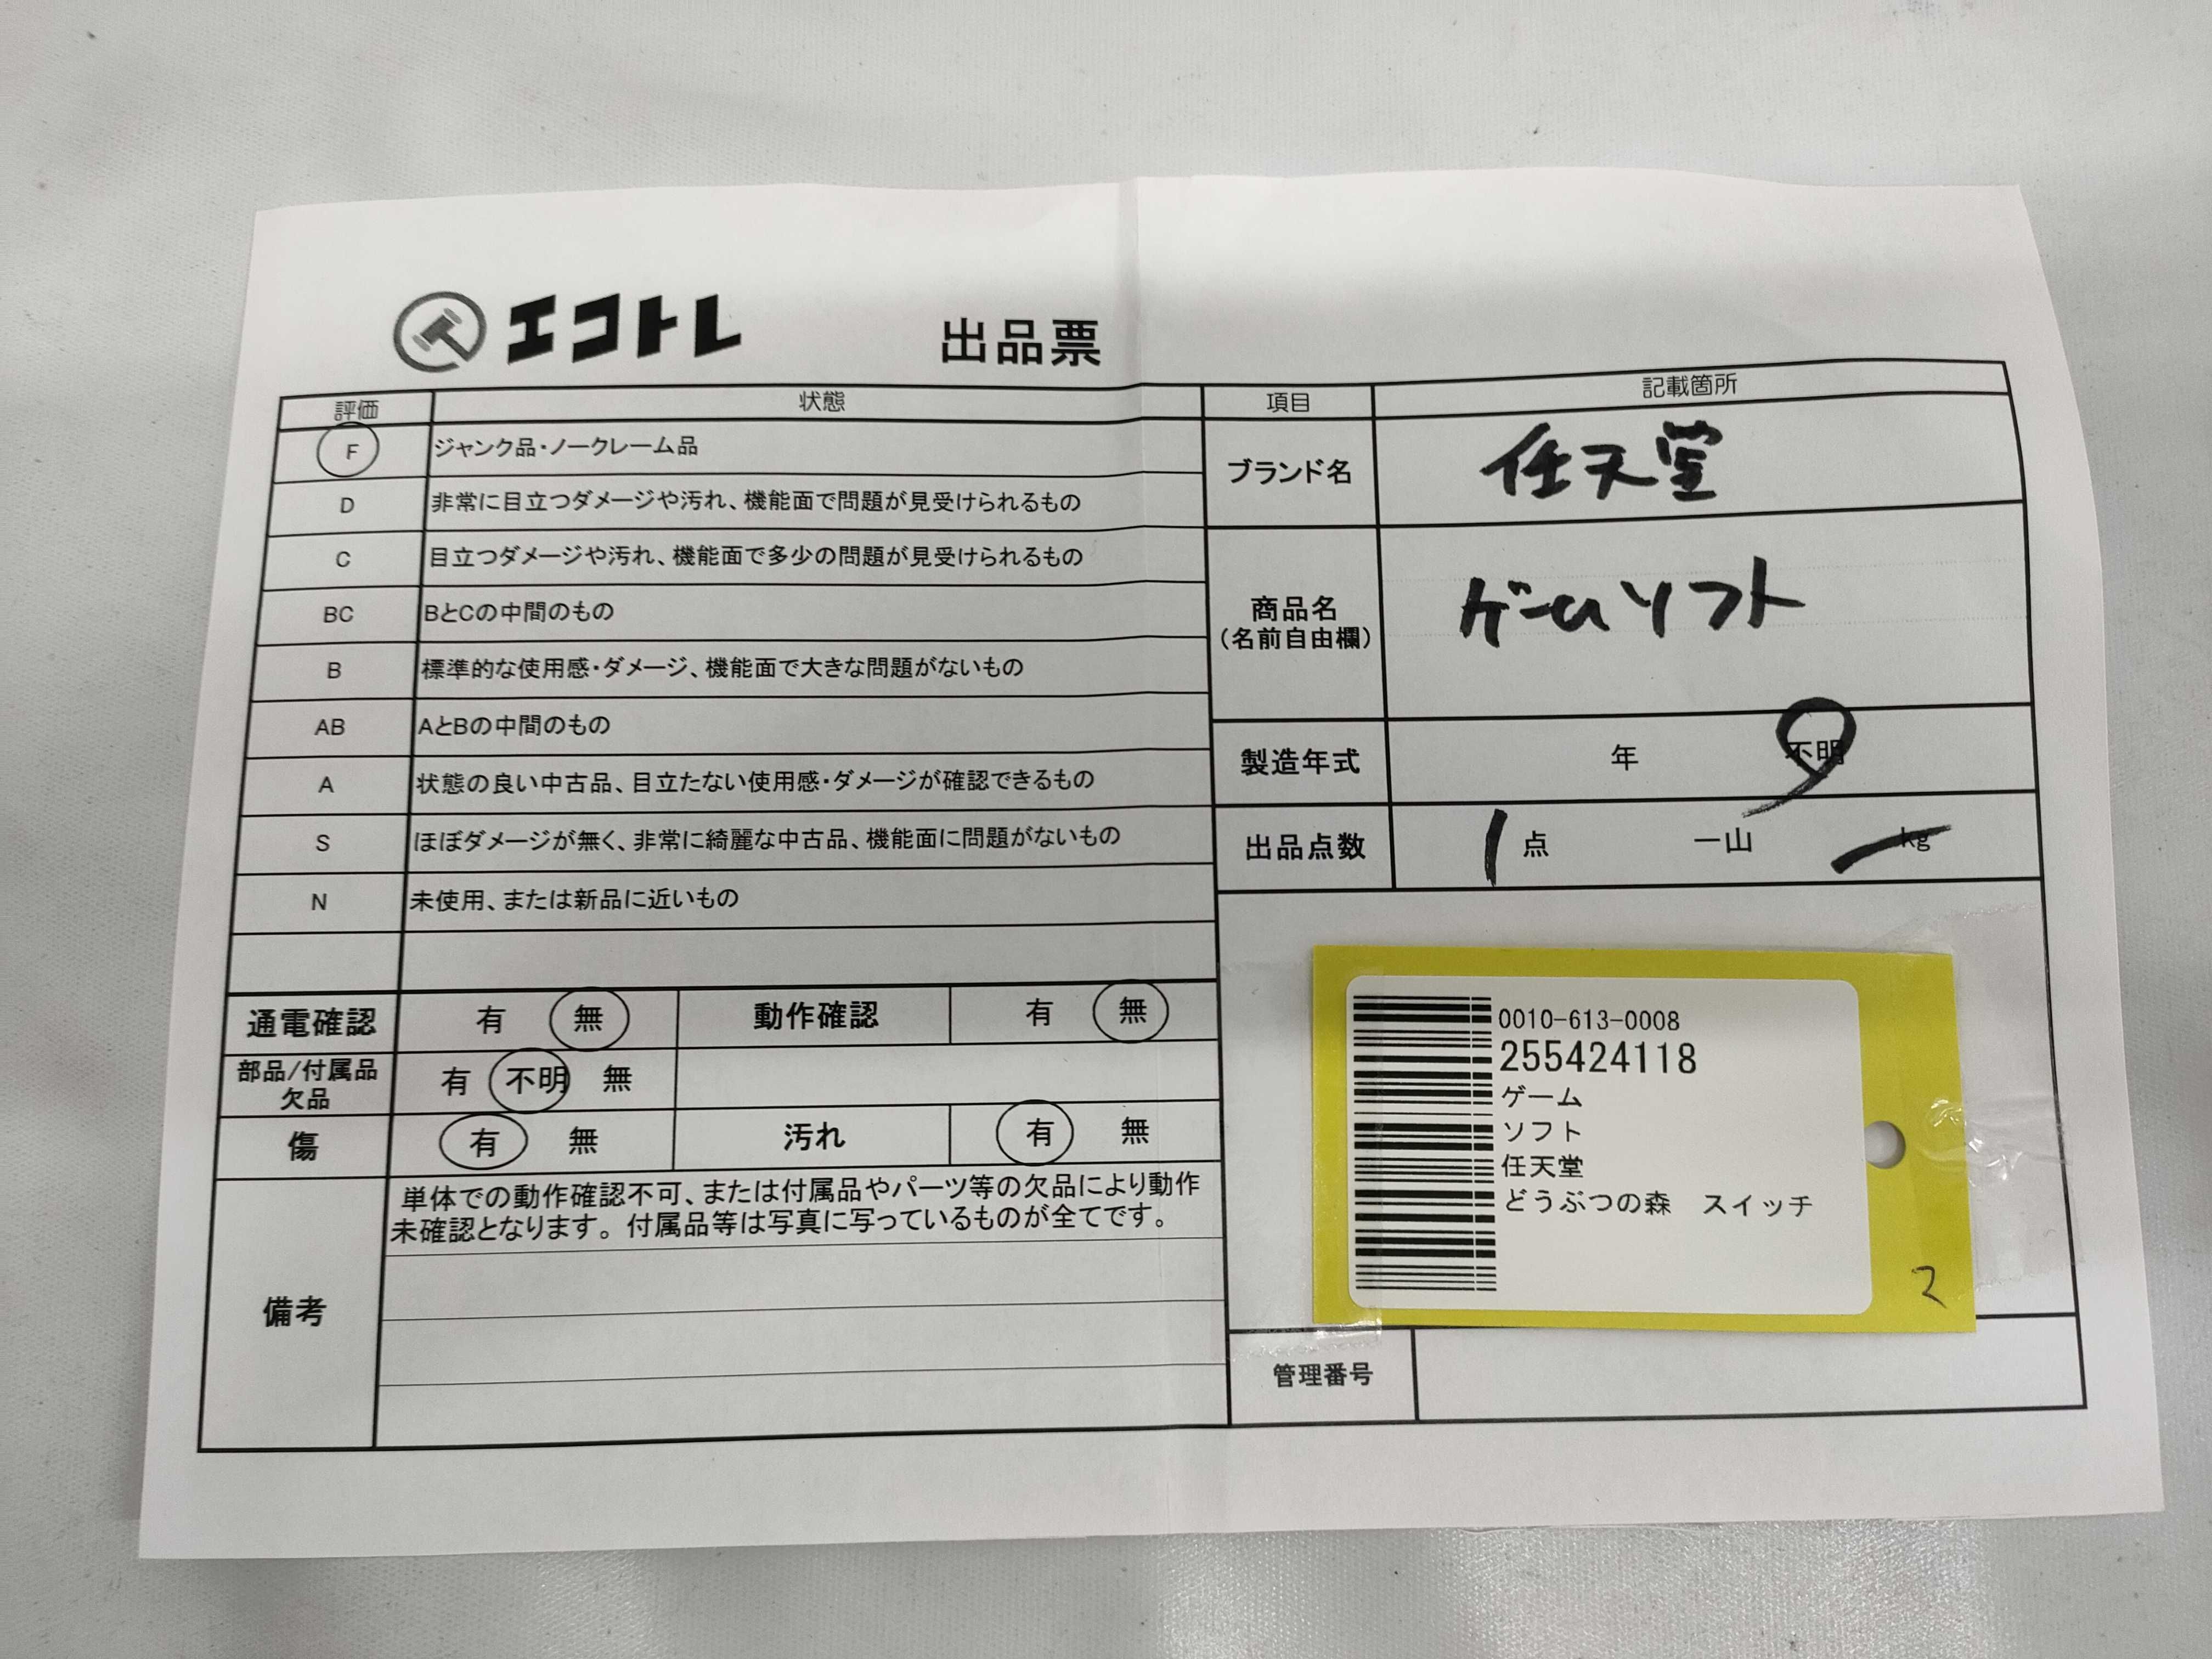 エコトレ 出品票
評価 状態
F ジャンク品・ノークレーム品
D 非常に目立つダメージや汚れ、機能面で問題が見受けられるもの
C 目立つダメージや汚れ、機能面で多少の問題が見受けられるもの
BC BとCの中間のもの
B 標準的な使用感・ダメージ、機能面で大きな問題がないもの
AB AとBの中間のもの
A 状態の良い中古品、目立たない使用感・ダメージが確認できるもの
S ほぼダメージが無く、非常に綺麗な中古品、機能面に問題がないもの
N 未使用、または新品に近いもの
通電確認 有 無 動作確認 有 無
部品/付属品
欠品
有 不明 無
傷 有 無 汚れ 有 無
備考
単体での動作確認不可、または付属品やパーツ等の欠品により動作
未確認となります。付属品等は写真に写っているものが全てです。
項目 記載箇所
ブランド名 任天堂
商品名
(名前自由欄)
ゲームソフト
製造年式 年 不明
出品点数 1 点 一山 kg
0010-613-0008
255424118
ゲーム
ソフト
任天堂
どうぶつの森 スイッチ
管理番号